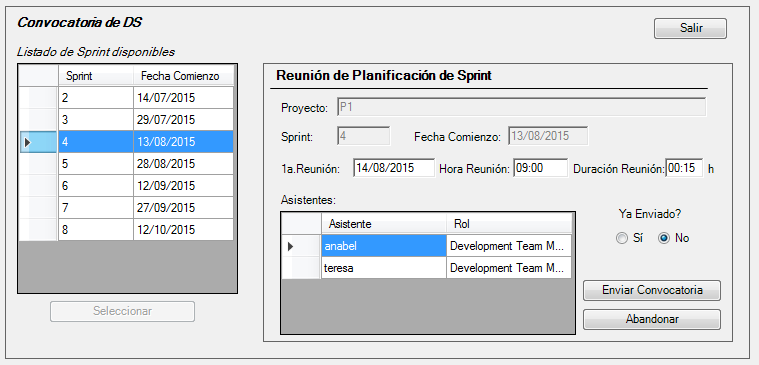 Convocatoria de DS
Salir
Listado de Sprint disponibles
Sprint Fecha Comienzo
2 14/07/2015
3 29/07/2015
4 13/08/2015
5 28/08/2015
6 12/09/2015
7 27/09/2015
8 12/10/2015
Seleccionar
Reunión de Planificación de Sprint
Proyecto: P1
Sprint: 4 Fecha Comienzo: 13/08/2015
1a.Reunión: 14/08/2015 Hora Reunión: 09:00 Duración Reunión: 00:15 h
Asistentes:
Asistente Rol
anabel Development Team M...
teresa Development Team M...
Ya Enviado?
Sí No
Enviar Convocatoria
Abandonar